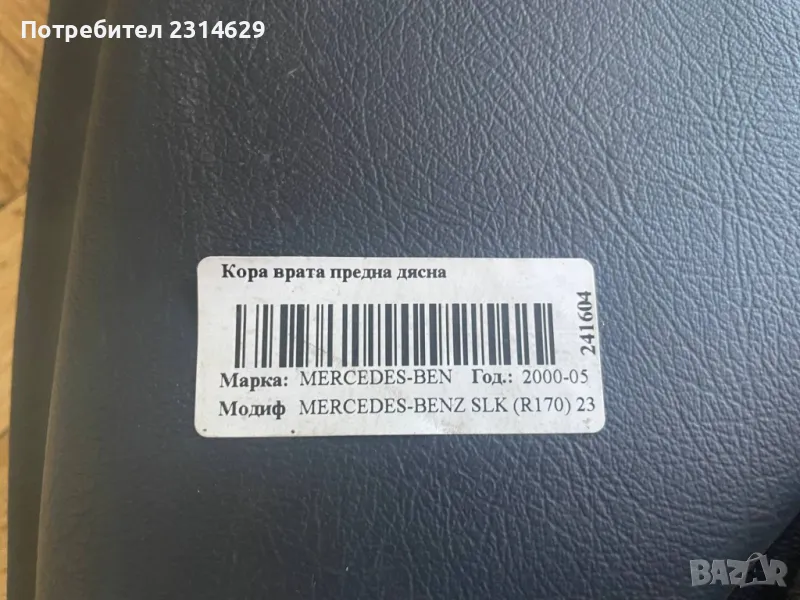 Потребител 2314629
Кора врата предна дясна
241604
Марка: MERCEDES-BEN Год.: 2000-05
Модиф MERCEDES-BENZ SLK (R170) 23
BAZAR